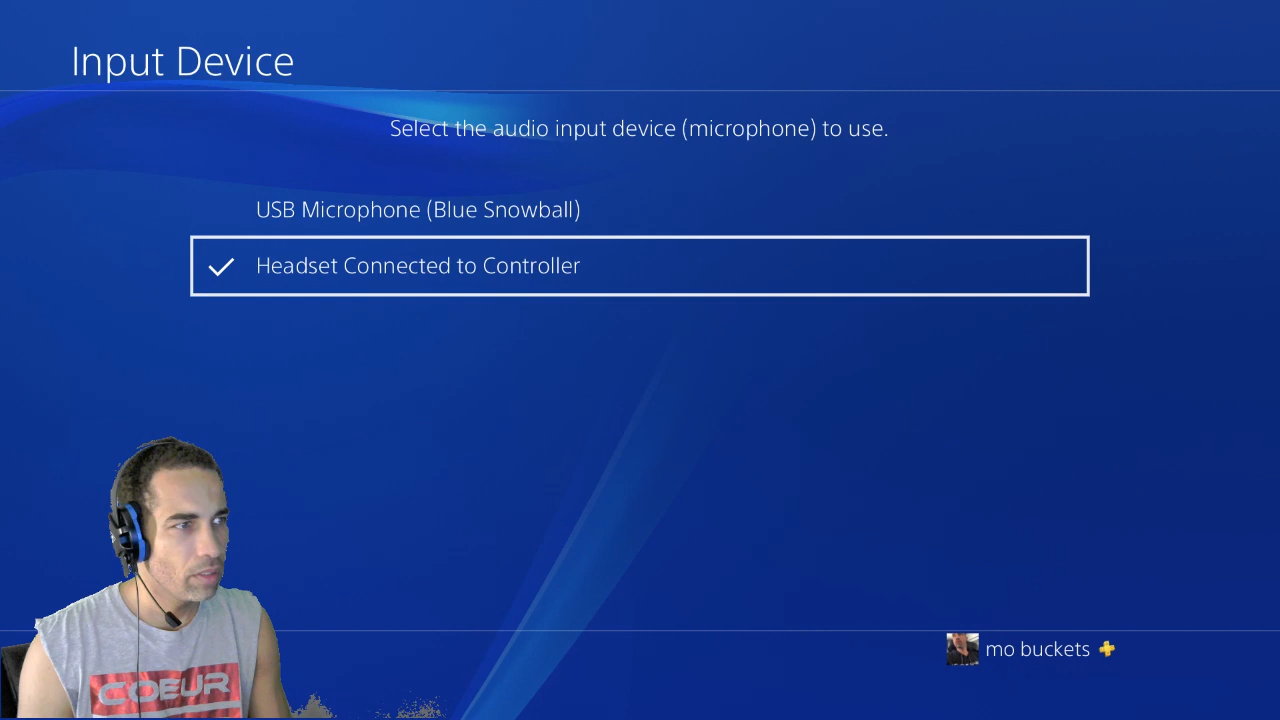 Input Device
Select the audio input device (microphone) to use.
USB Microphone (Blue Snowball)
Headset Connected to Controller
mo buckets
COEUR